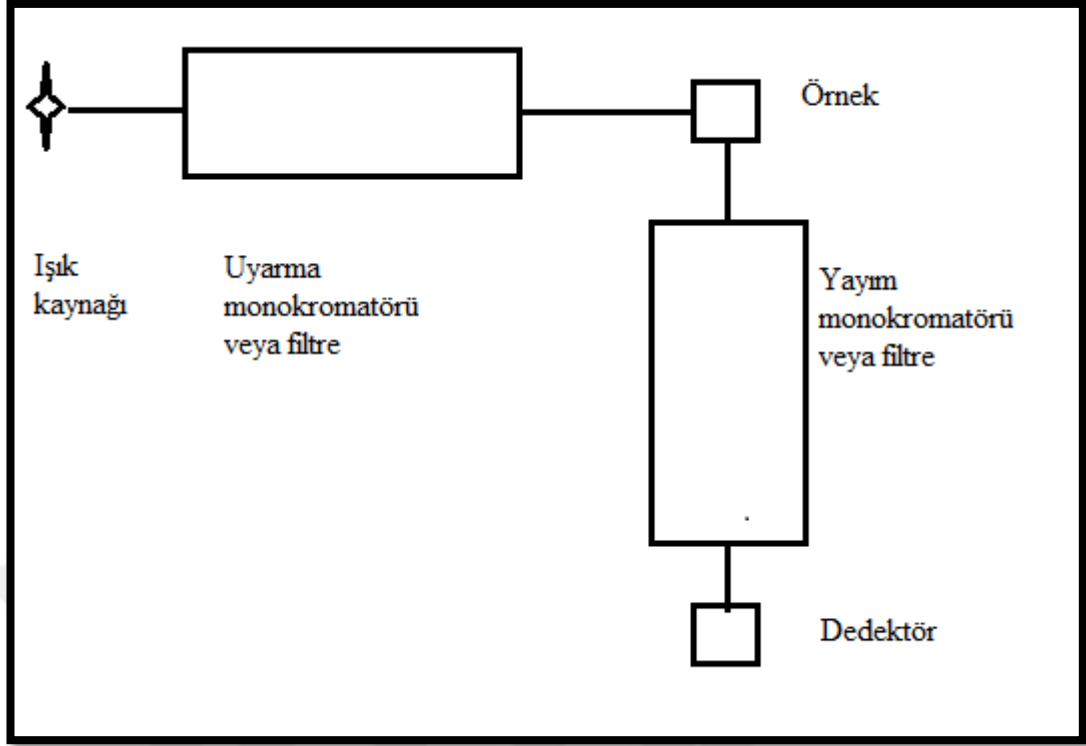 Örnek
Işık
kaynağı
Uyarma
monokromatörü
veya filtre
Yayım
monokromatörü
veya filtre
Dedektör